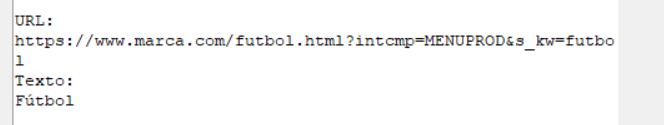 URL:
https://www.marca.com/futbol.html?intcmp=MENUPROD&s_kw=futbo
l
Texto:
Fútbol